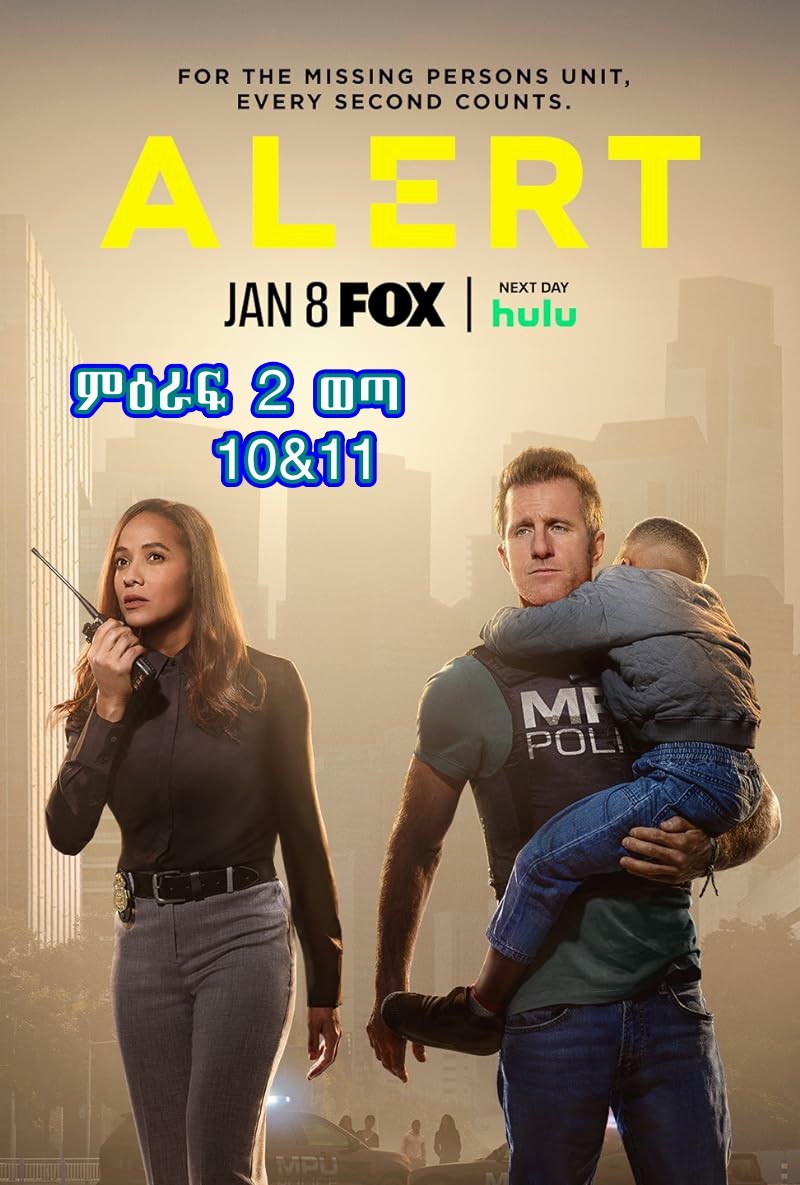 FOR THE MISSING PERSONS UNIT,
EVERY SECOND COUNTS.
ALERT
JAN 8 FOX | NEXT DAY hulu
ምዕራፍ 2 ወጣ
10&11
MPU